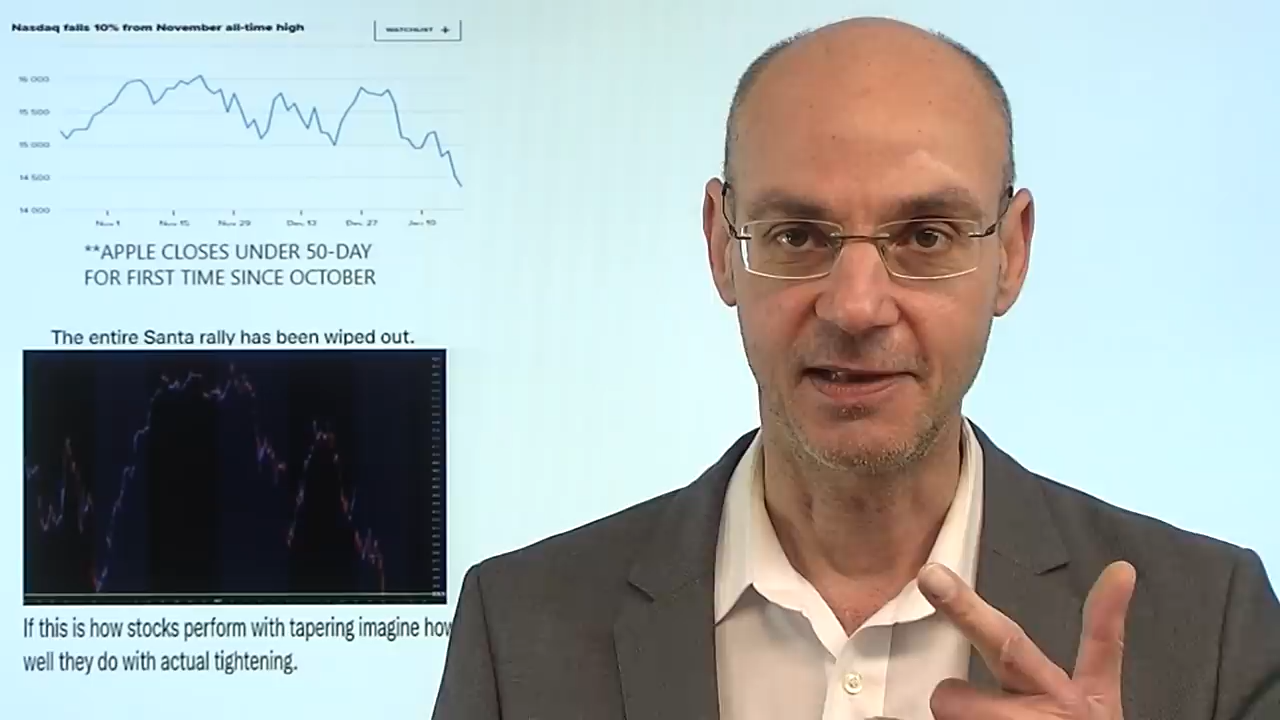 Nasdaq falls 10% from November all-time high
WATCHLIST +
16 000
15 500
15 000
14 500
14 000
Nov 1 Nov 15 Nov 29 Dec 13 Dec 27 Jan 10
**APPLE CLOSES UNDER 50-DAY
FOR FIRST TIME SINCE OCTOBER
The entire Santa rally has been wiped out.
If this is how stocks perform with tapering imagine how
well they do with actual tightening.